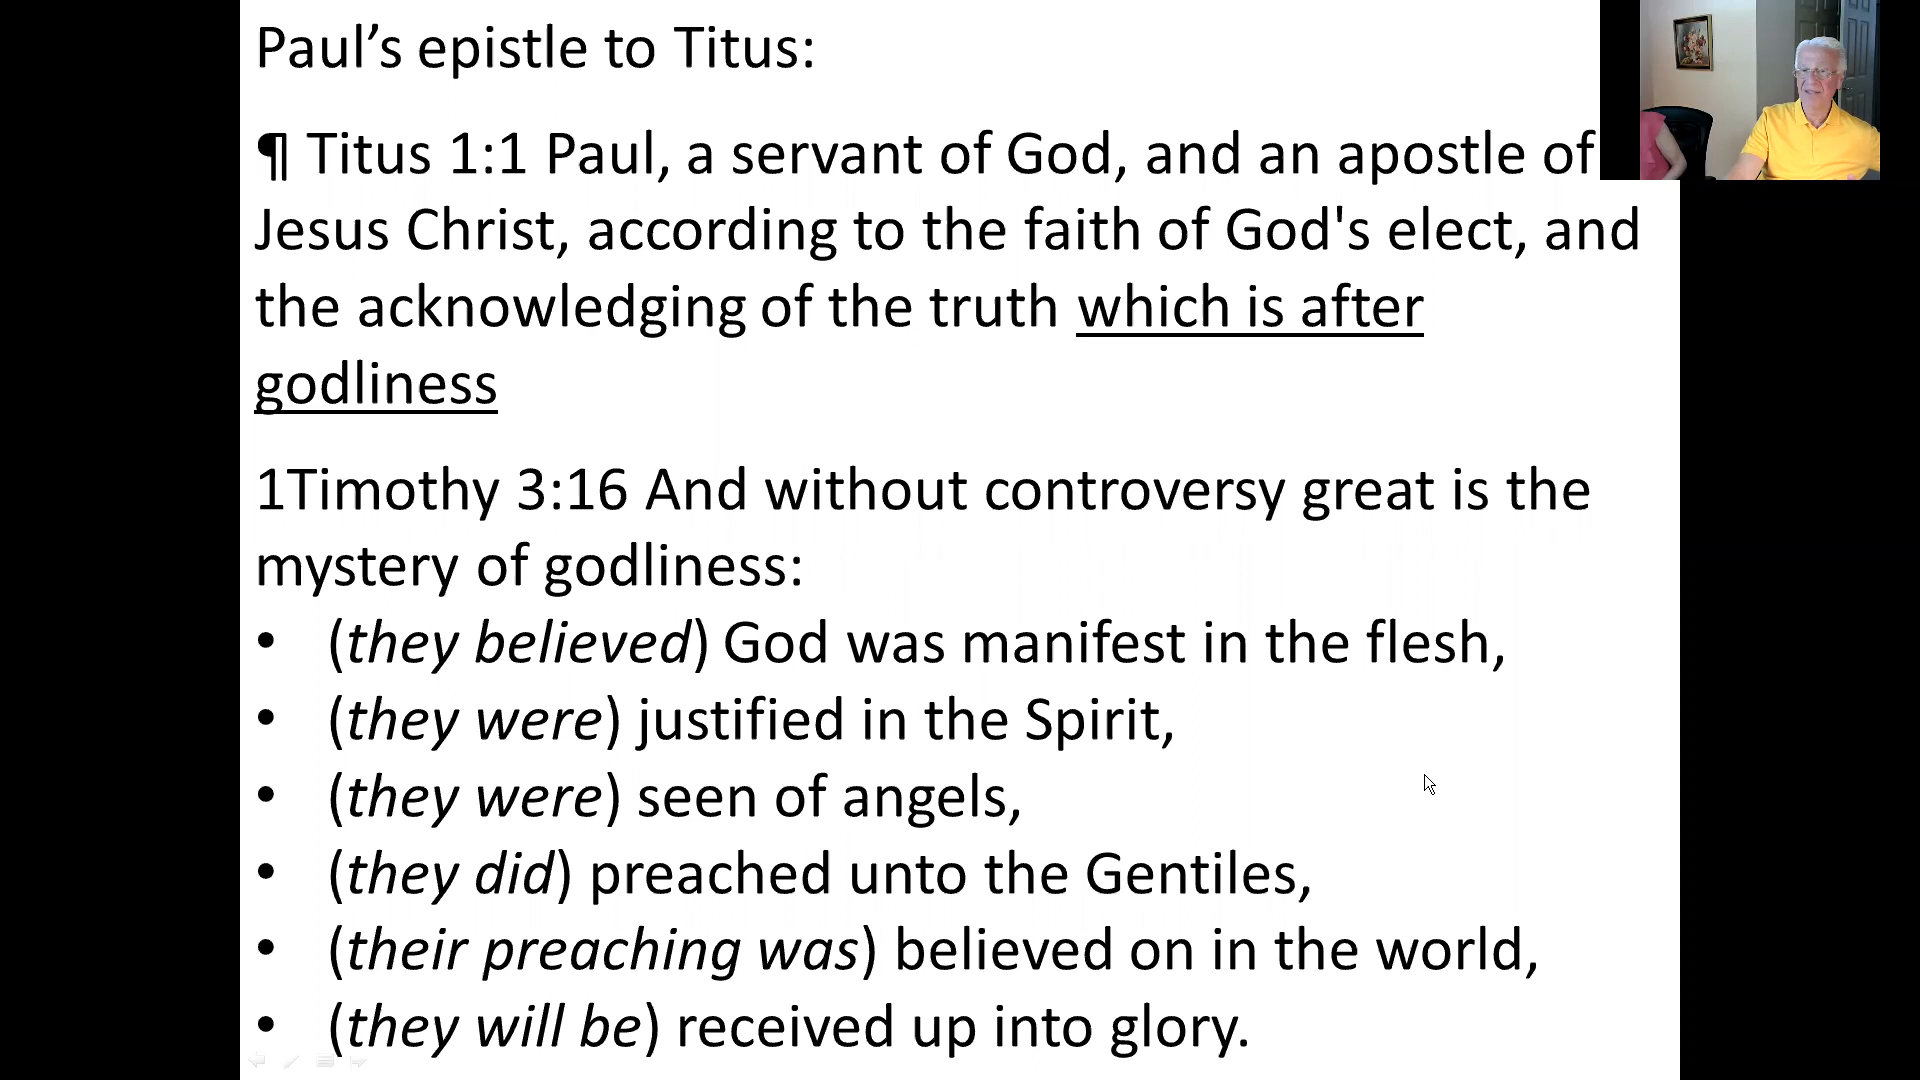 Paul’s epistle to Titus:
¶ Titus 1:1 Paul, a servant of God, and an apostle of
Jesus Christ, according to the faith of God's elect, and
the acknowledging of the truth which is after
godliness
1Timothy 3:16 And without controversy great is the
mystery of godliness:
• (they believed) God was manifest in the flesh,
• (they were) justified in the Spirit,
• (they were) seen of angels,
• (they did) preached unto the Gentiles,
• (their preaching was) believed on in the world,
• (they will be) received up into glory.